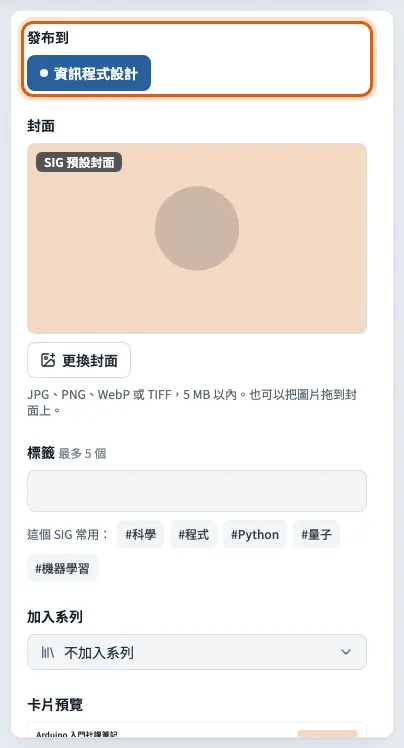 發布到
資訊程式設計
封面
SIG 預設封面
更換封面
JPG、PNG、WebP 或 TIFF，5 MB 以內。也可以把圖片拖到封
面上。
標籤 最多 5 個
這個 SIG 常用： #科學 #程式 #Python #量子
#機器學習
加入系列
不加入系列
卡片預覽
Arduino 入門社課筆記